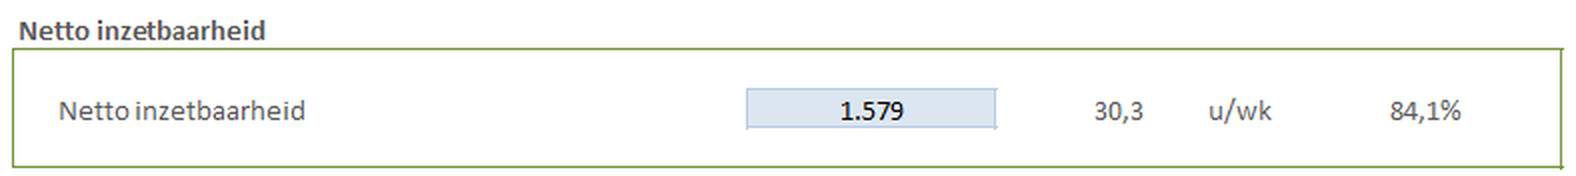 Netto inzetbaarheid
Netto inzetbaarheid 1.579 30,3 u/wk 84,1%